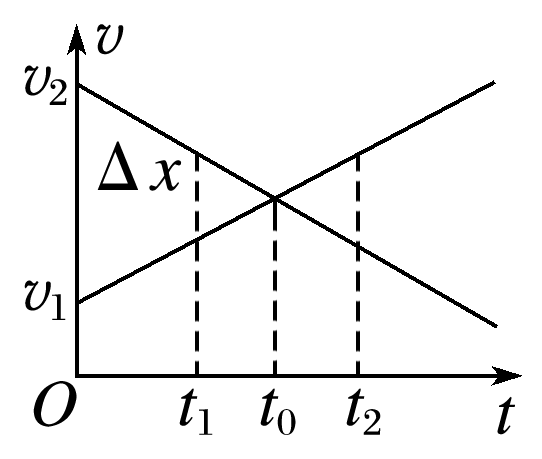 v
v₂
Δx
v₁
O t₁ t₀ t₂ t